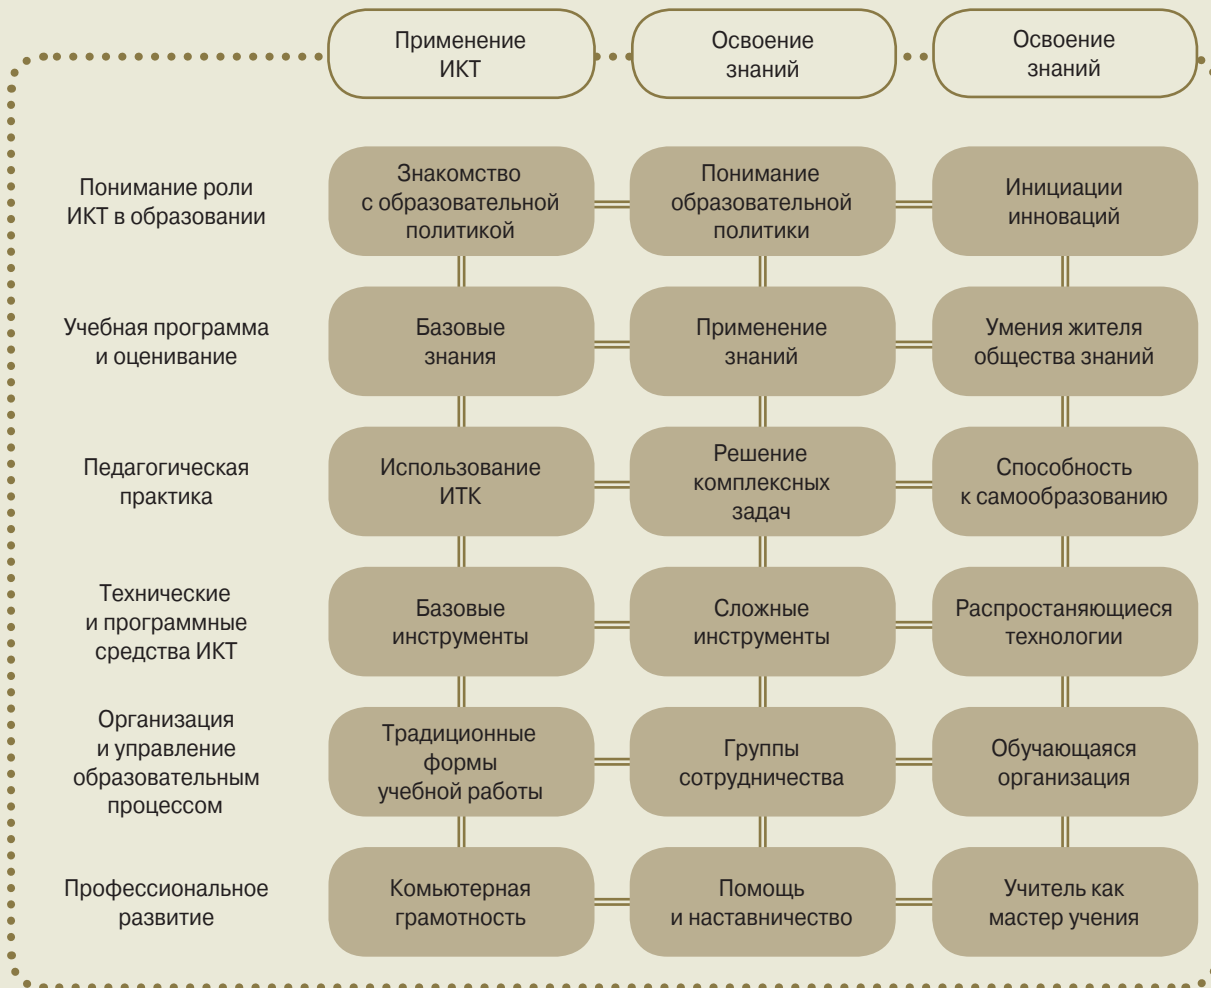 Применение
ИКТ
Освоение
знаний
Освоение
знаний
Понимание роли
ИКТ в образовании
Знакомство
с образовательной
политикой
Понимание
образовательной
политики
Инициации
инноваций
Учебная программа
и оценивание
Базовые
знания
Применение
знаний
Умения жителя
общества знаний
Педагогическая
практика
Использование
ИТК
Решение
комплексных
задач
Способность
к самообразованию
Технические
и программные
средства ИКТ
Базовые
инструменты
Сложные
инструменты
Распростаняющиеся
технологии
Организация
и управление
образовательным
процессом
Традиционные
формы
учебной работы
Группы
сотрудничества
Обучающаяся
организация
Профессиональное
развитие
Комьютерная
грамотность
Помощь
и наставничество
Учитель как
мастер учения